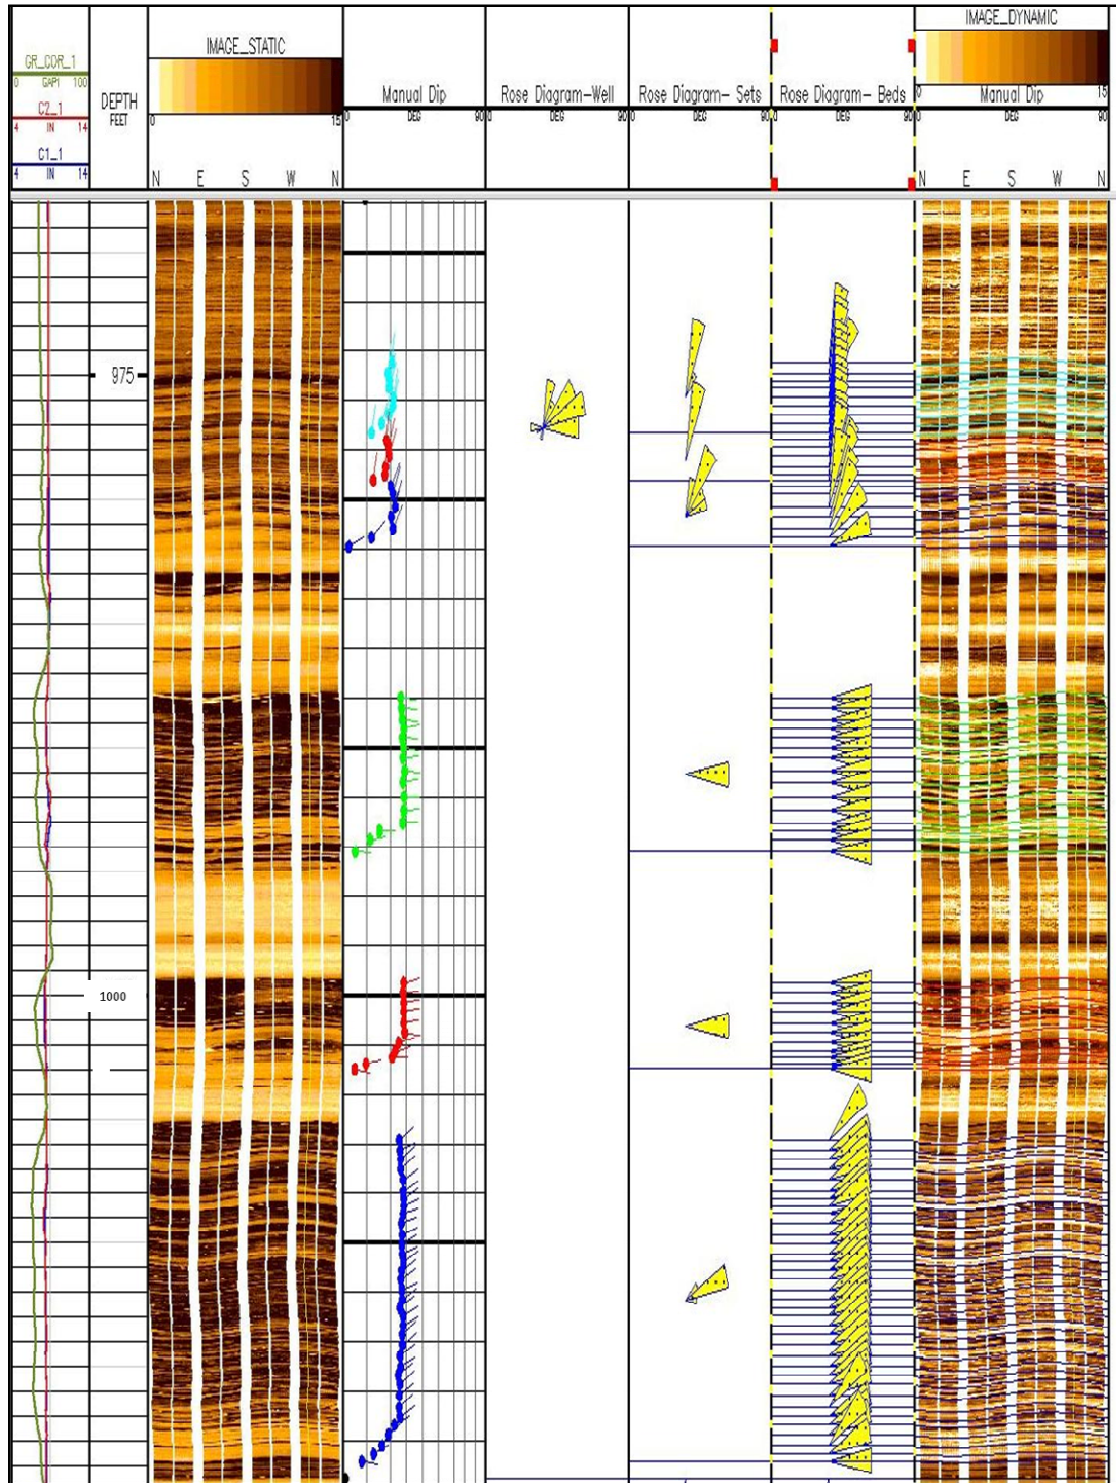 IMAGE_DYNAMIC
IMAGE_STATIC
GR_COR_1
0 GAPI 100
C2_1
4 IN 14
C1_1
4 IN 14
DEPTH
FEET
0 15
Manual Dip
DEG 90
Rose Diagram-Well
0 DEG 90
Rose Diagram- Sets
0 DEG 90
Rose Diagram- Beds
0 DEG 90
0 15
Manual Dip
0 DEG 90
N E S W N
N E S W N
975
1000